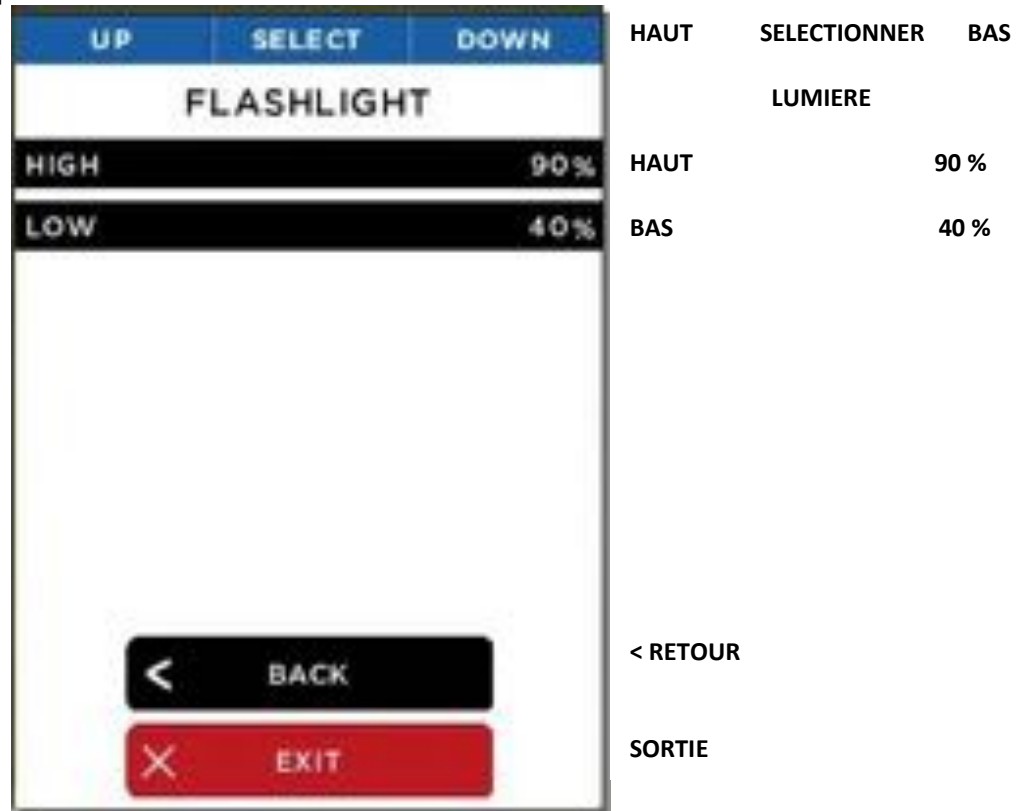 UP SELECT DOWN HAUT SELECTIONNER BAS
FLASHLIGHT LUMIERE
HIGH 90% HAUT 90 %
LOW 40% BAS 40 %
< BACK < RETOUR
X EXIT SORTIE